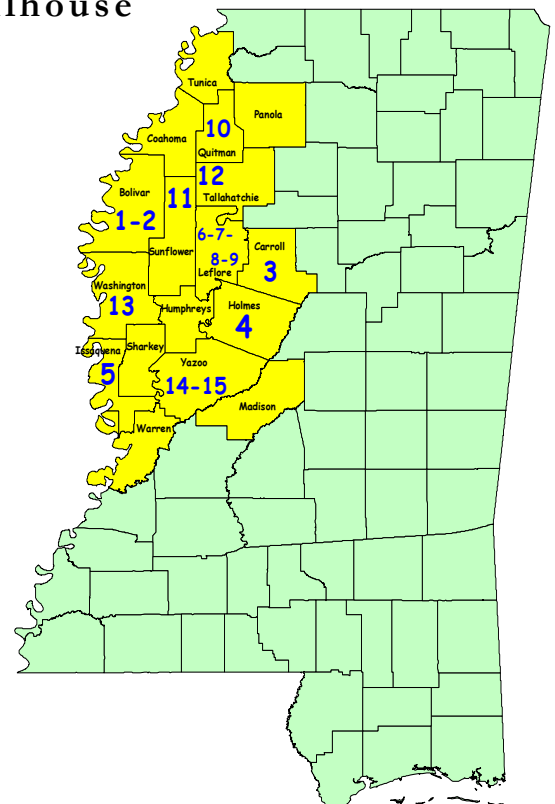 lhouse
Tunica
Panola
10
Coahoma
Quitman
12
Bolivar
11
Tallahatchie
1-2
6-7-
Sunflower
Carroll
8-9
3
Leflore
Washington
13
Humphreys
Holmes
4
Issaquena
Sharkey
5
Yazoo
14-15
Madison
Warren